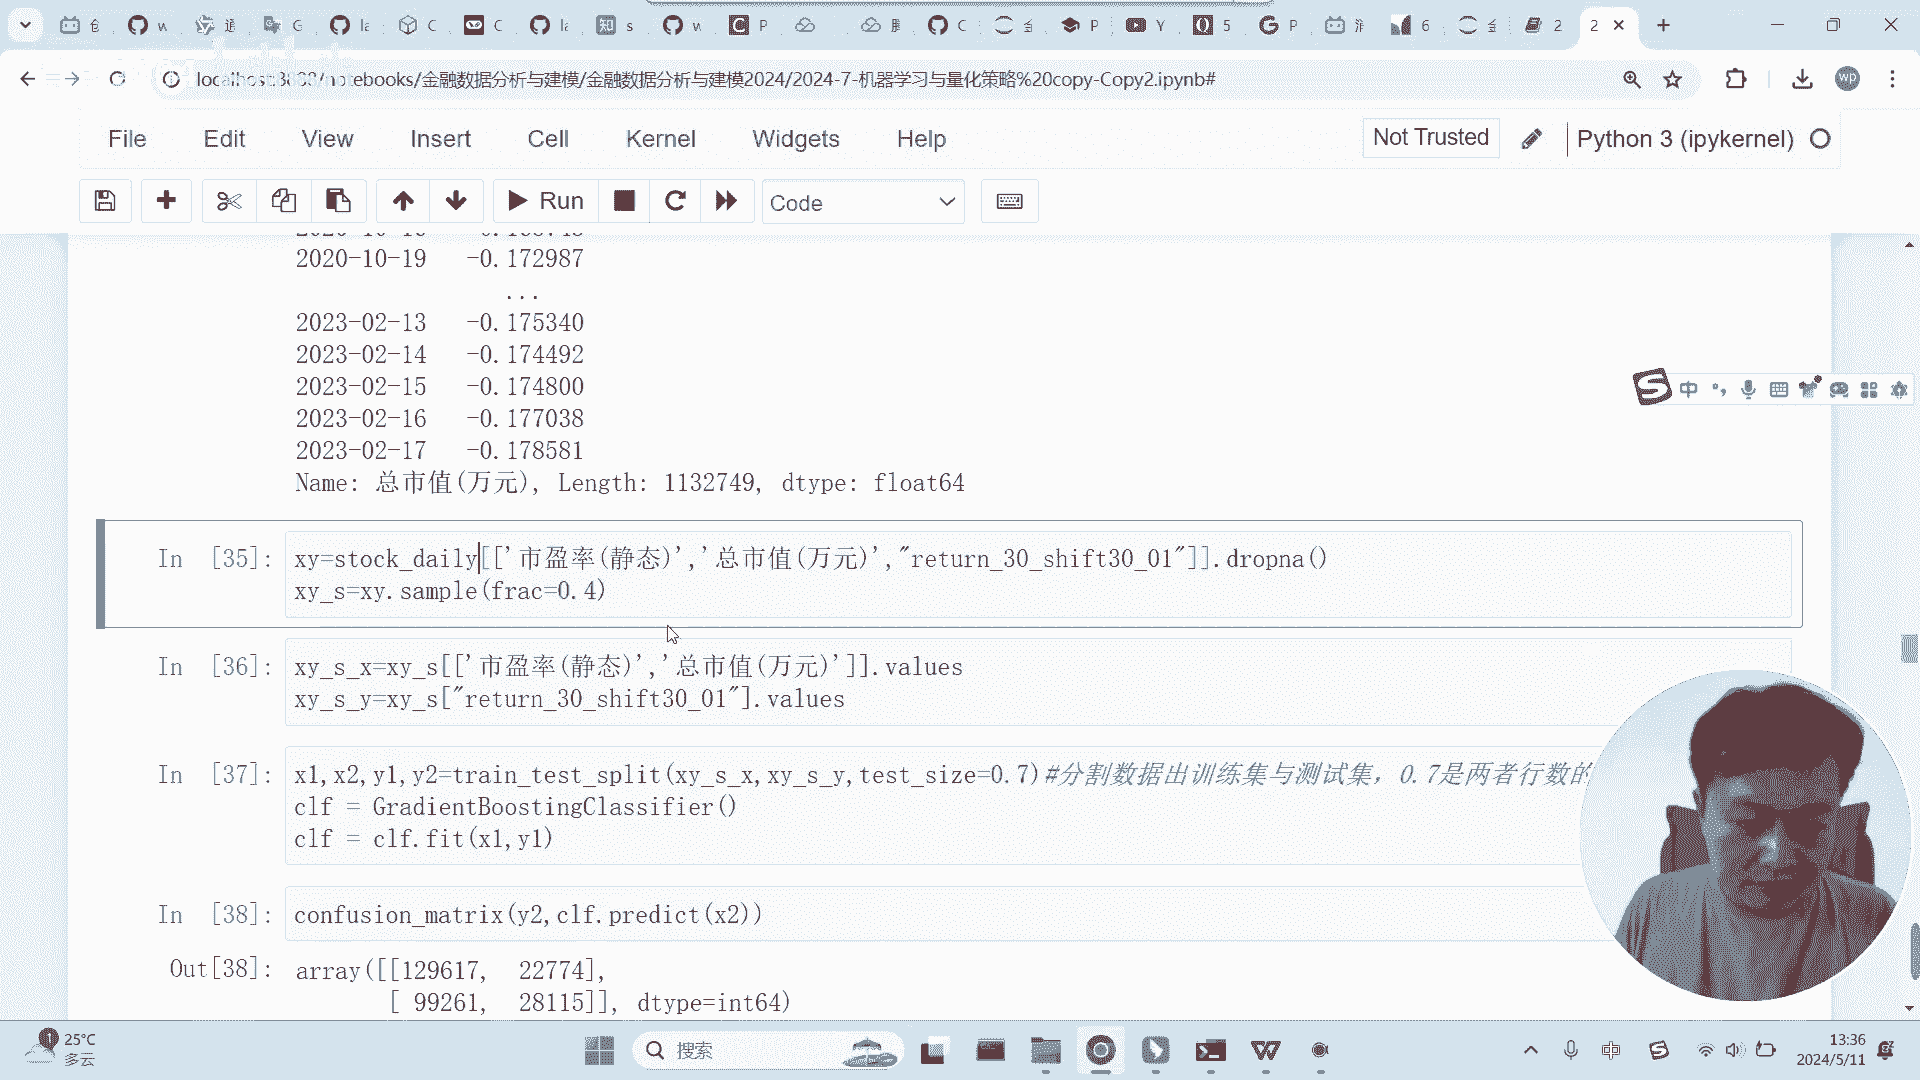 localhost:8888/notebooks/金融数据分析与建模/金融数据分析与建模2024/2024-7-机器学习与量化策略%20copy-Copy2.ipynb#
wp
File Edit View Insert Cell Kernel Widgets Help
Not Trusted
Python 3 (ipykernel)
Run
Code
2020-10-19 -0.172987
...
2023-02-13 -0.175340
2023-02-14 -0.174492
2023-02-15 -0.174800
2023-02-16 -0.177038
2023-02-17 -0.178581
Name: 总市值(万元), Length: 1132749, dtype: float64
In [35]: xy=stock_daily[['市盈率(静态)','总市值(万元)',"return_30_shift30_01"]].dropna()
xy_s=xy.sample(frac=0.4)
In [36]: xy_s_x=xy_s[['市盈率(静态)','总市值(万元)']].values
xy_s_y=xy_s["return_30_shift30_01"].values
In [37]: x1,x2,y1,y2=train_test_split(xy_s_x,xy_s_y,test_size=0.7)#分割数据出训练集与测试集，0.7是两者行数的
clf = GradientBoostingClassifier()
clf = clf.fit(x1,y1)
In [38]: confusion_matrix(y2,clf.predict(x2))
Out[38]: array([[129617, 22774],
[ 99261, 28115]], dtype=int64)
中
25°C
多云
搜索
中
13:36
2024/5/11